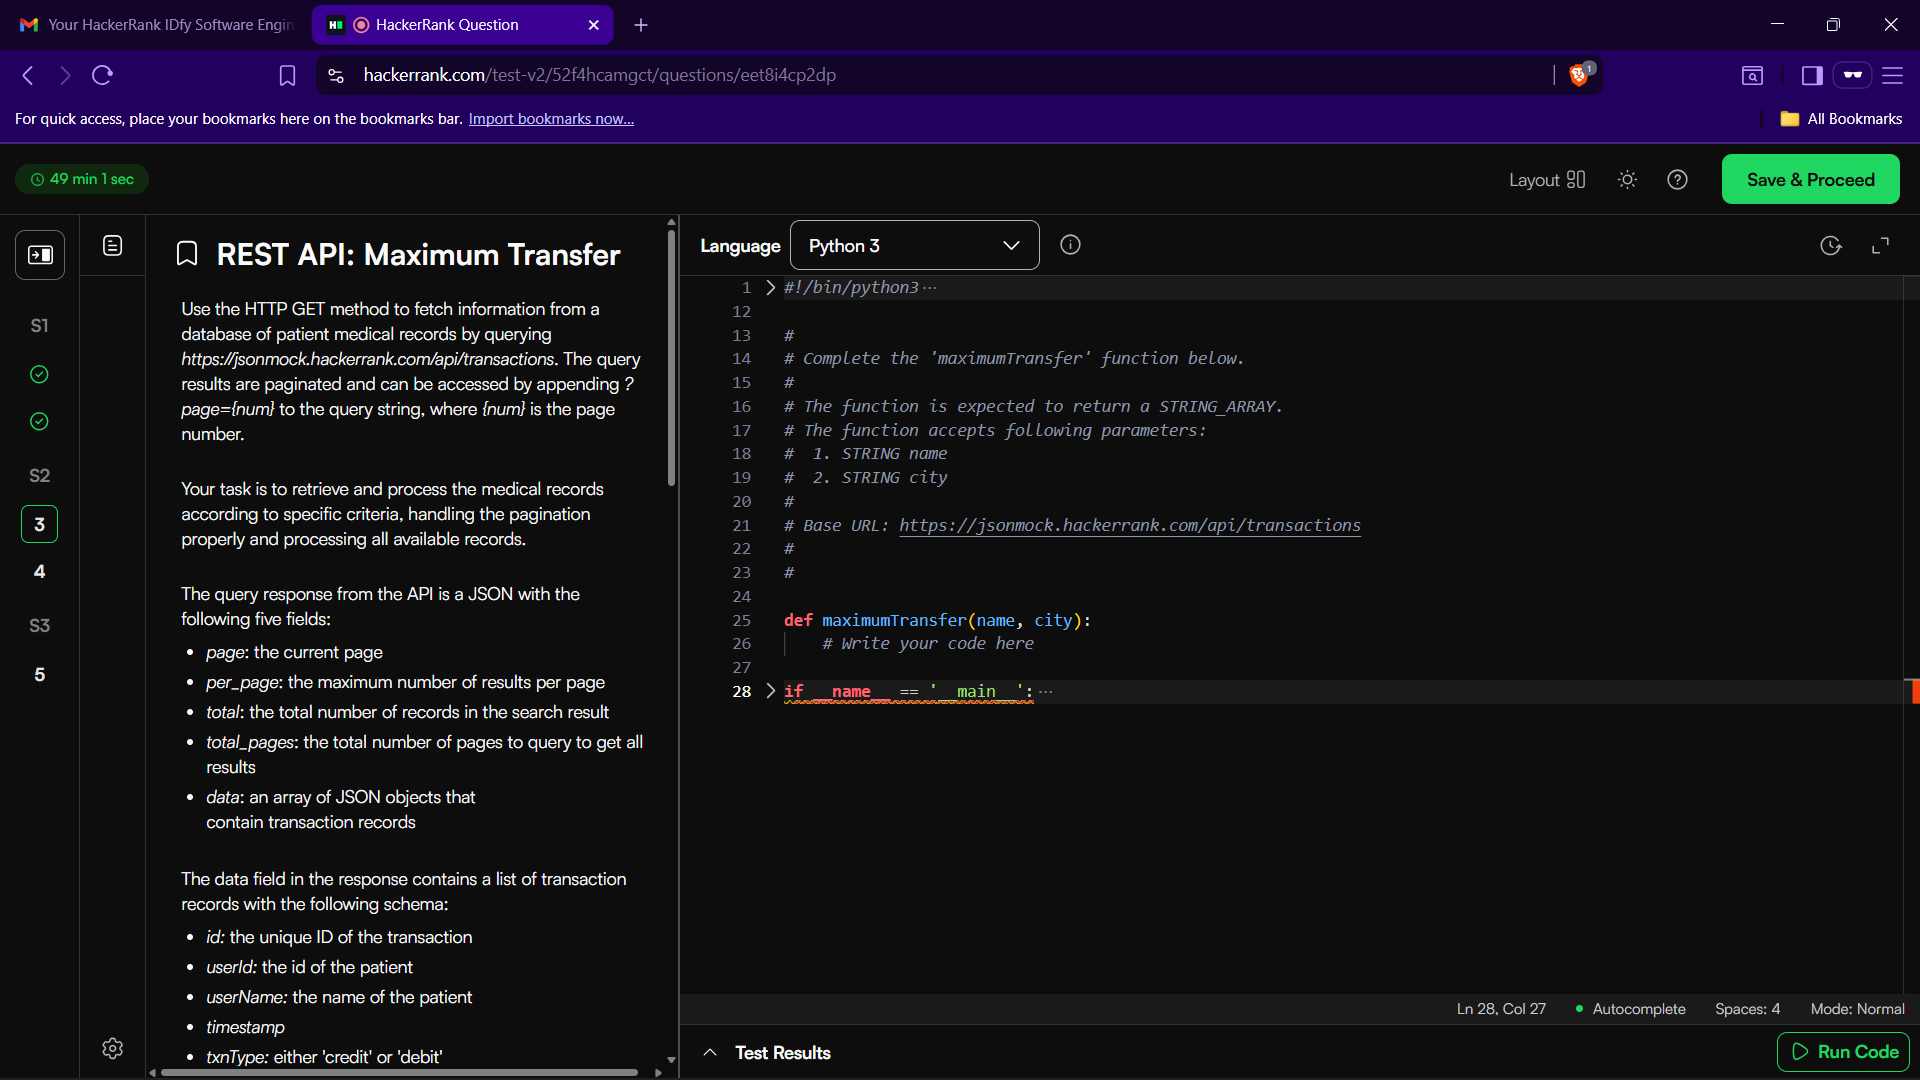 Your HackerRank IDfy Software Engin
HackerRank Question
hackerrank.com/test-v2/52f4hcamgct/questions/eet8i4cp2dp
1
For quick access, place your bookmarks here on the bookmarks bar. Import bookmarks now...
All Bookmarks
49 min 1 sec
Layout
Save & Proceed
S1
S2
3
4
S3
5
REST API: Maximum Transfer
Use the HTTP GET method to fetch information from a
database of patient medical records by querying
https://jsonmock.hackerrank.com/api/transactions. The query
results are paginated and can be accessed by appending ?
page={num} to the query string, where {num} is the page
number.
Your task is to retrieve and process the medical records
according to specific criteria, handling the pagination
properly and processing all available records.
The query response from the API is a JSON with the
following five fields:
• page: the current page
• per_page: the maximum number of results per page
• total: the total number of records in the search result
• total_pages: the total number of pages to query to get all
results
• data: an array of JSON objects that
contain transaction records
The data field in the response contains a list of transaction
records with the following schema:
• id: the unique ID of the transaction
• userId: the id of the patient
• userName: the name of the patient
• timestamp
• txnType: either 'credit' or 'debit'
Language
Python 3
1 #!/bin/python3 ...
12
13 #
14 # Complete the 'maximumTransfer' function below.
15 #
16 # The function is expected to return a STRING_ARRAY.
17 # The function accepts following parameters:
18 #  1. STRING name
19 #  2. STRING city
20 #
21 # Base URL: https://jsonmock.hackerrank.com/api/transactions
22 #
23 #
24
25 def maximumTransfer(name, city):
26     # Write your code here
27
28 if __name__ == '__main__': ...
Ln 28, Col 27
Autocomplete
Spaces: 4
Mode: Normal
Test Results
Run Code